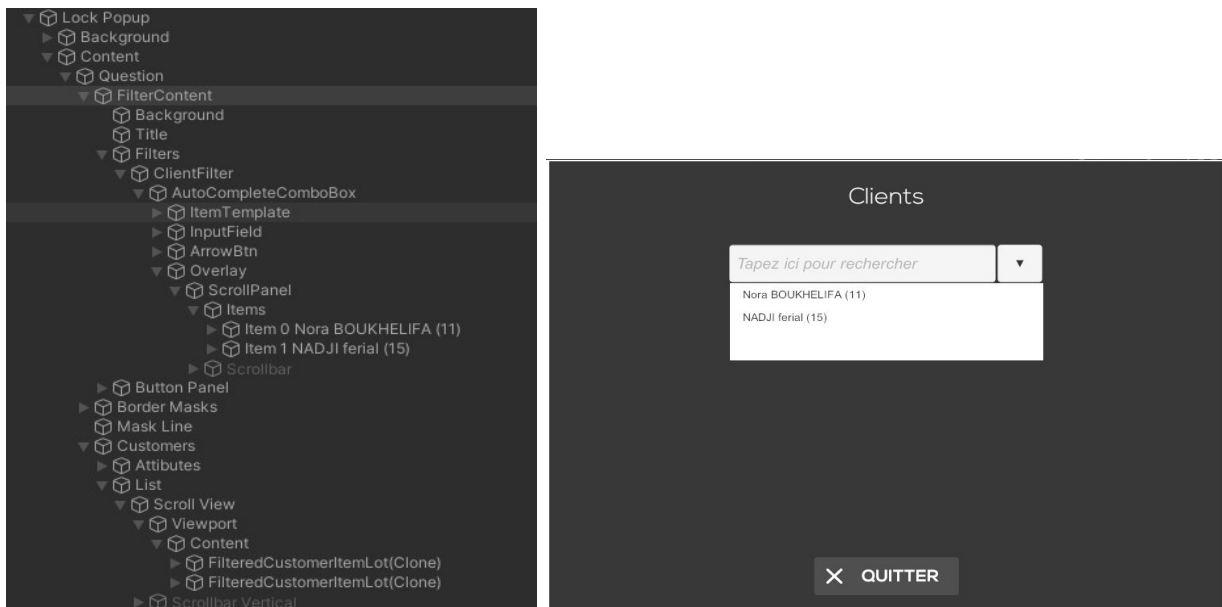 Lock Popup
Background
Content
Question
FilterContent
Background
Title
Filters
ClientFilter
AutoCompleteComboBox
ItemTemplate
InputField
ArrowBtn
Overlay
ScrollPanel
Items
Item 0 Nora BOUKHELIFA (11)
Item 1 NADJI ferial (15)
Scrollbar
Button Panel
Border Masks
Mask Line
Customers
Attibutes
List
Scroll View
Viewport
Content
FilteredCustomerItemLot(Clone)
FilteredCustomerItemLot(Clone)
Scrollbar Vertical
Clients
Tapez ici pour rechercher
Nora BOUKHELIFA (11)
NADJI ferial (15)
QUITTER